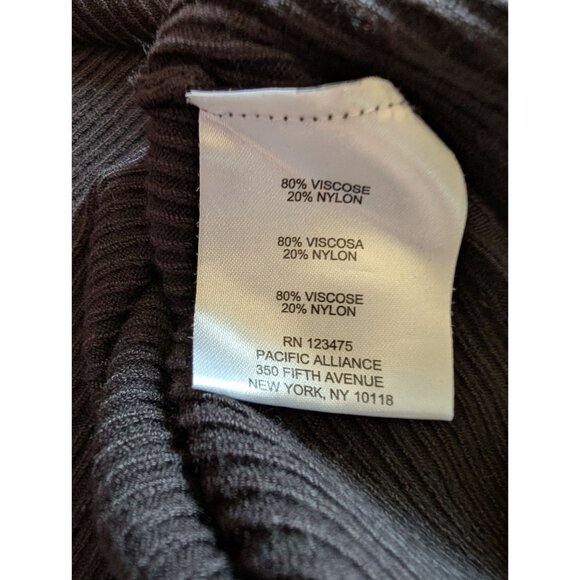 80% VISCOSE
20% NYLON
80% VISCOSA
20% NYLON
80% VISCOSE
20% NYLON
RN 123475
PACIFIC ALLIANCE
350 FIFTH AVENUE
NEW YORK, NY 10118